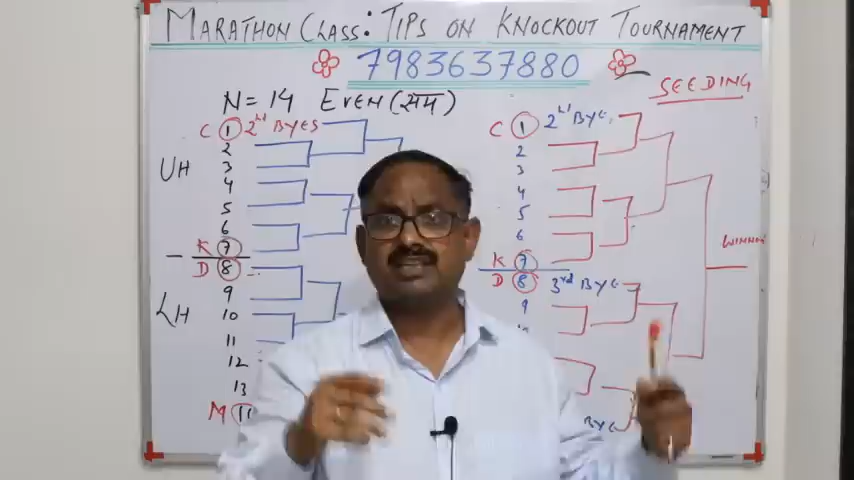 MARATHON CLASS: TIPS ON KNOCKOUT TOURNAMENT
7983637880
SEEDING
N = 14 EVEN (सम)
UH
LH
C 1 2nd BYES
2
3
4
5
6
K 7
D 8
9
10
11
12
13
M
C 1 2nd BYE
2
3
4
5
6
K 7
D 8 3rd BYE
9
BYE
WINNER